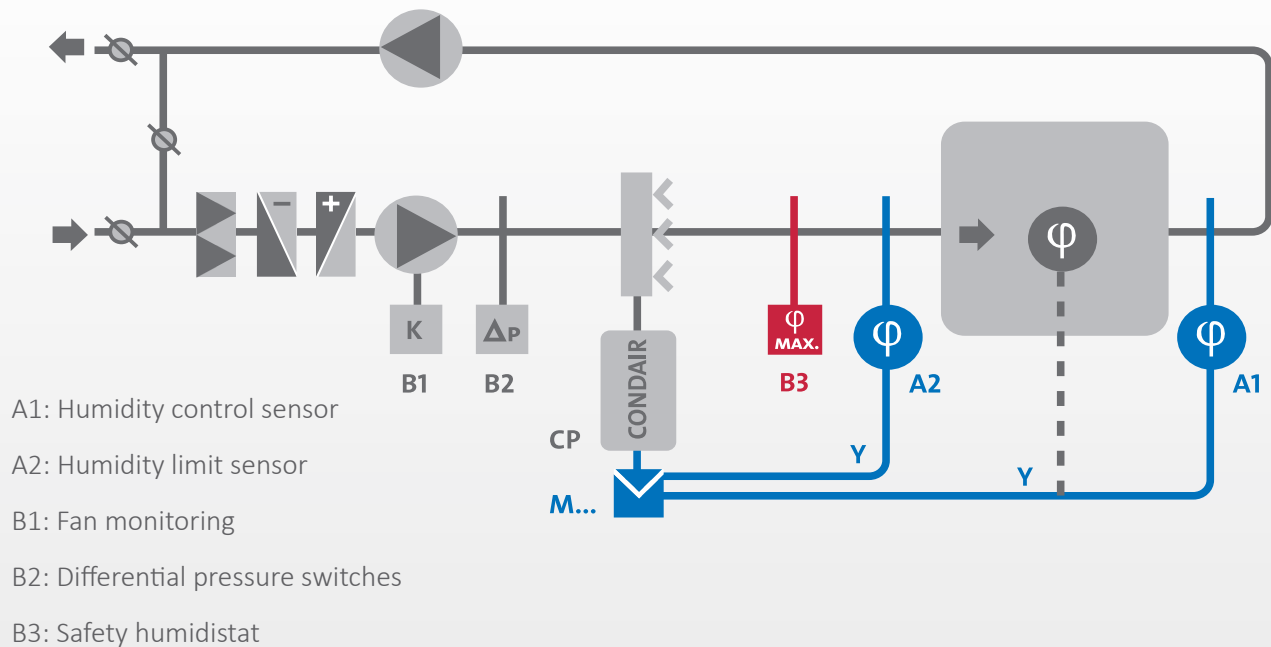 − +
φ
K
ΔP
φ
MAX.
φ
φ
B1
B2
CONDAIR
B3
A2
A1
A1: Humidity control sensor
CP
Y
A2: Humidity limit sensor
Y
M...
B1: Fan monitoring
B2: Differential pressure switches
B3: Safety humidistat